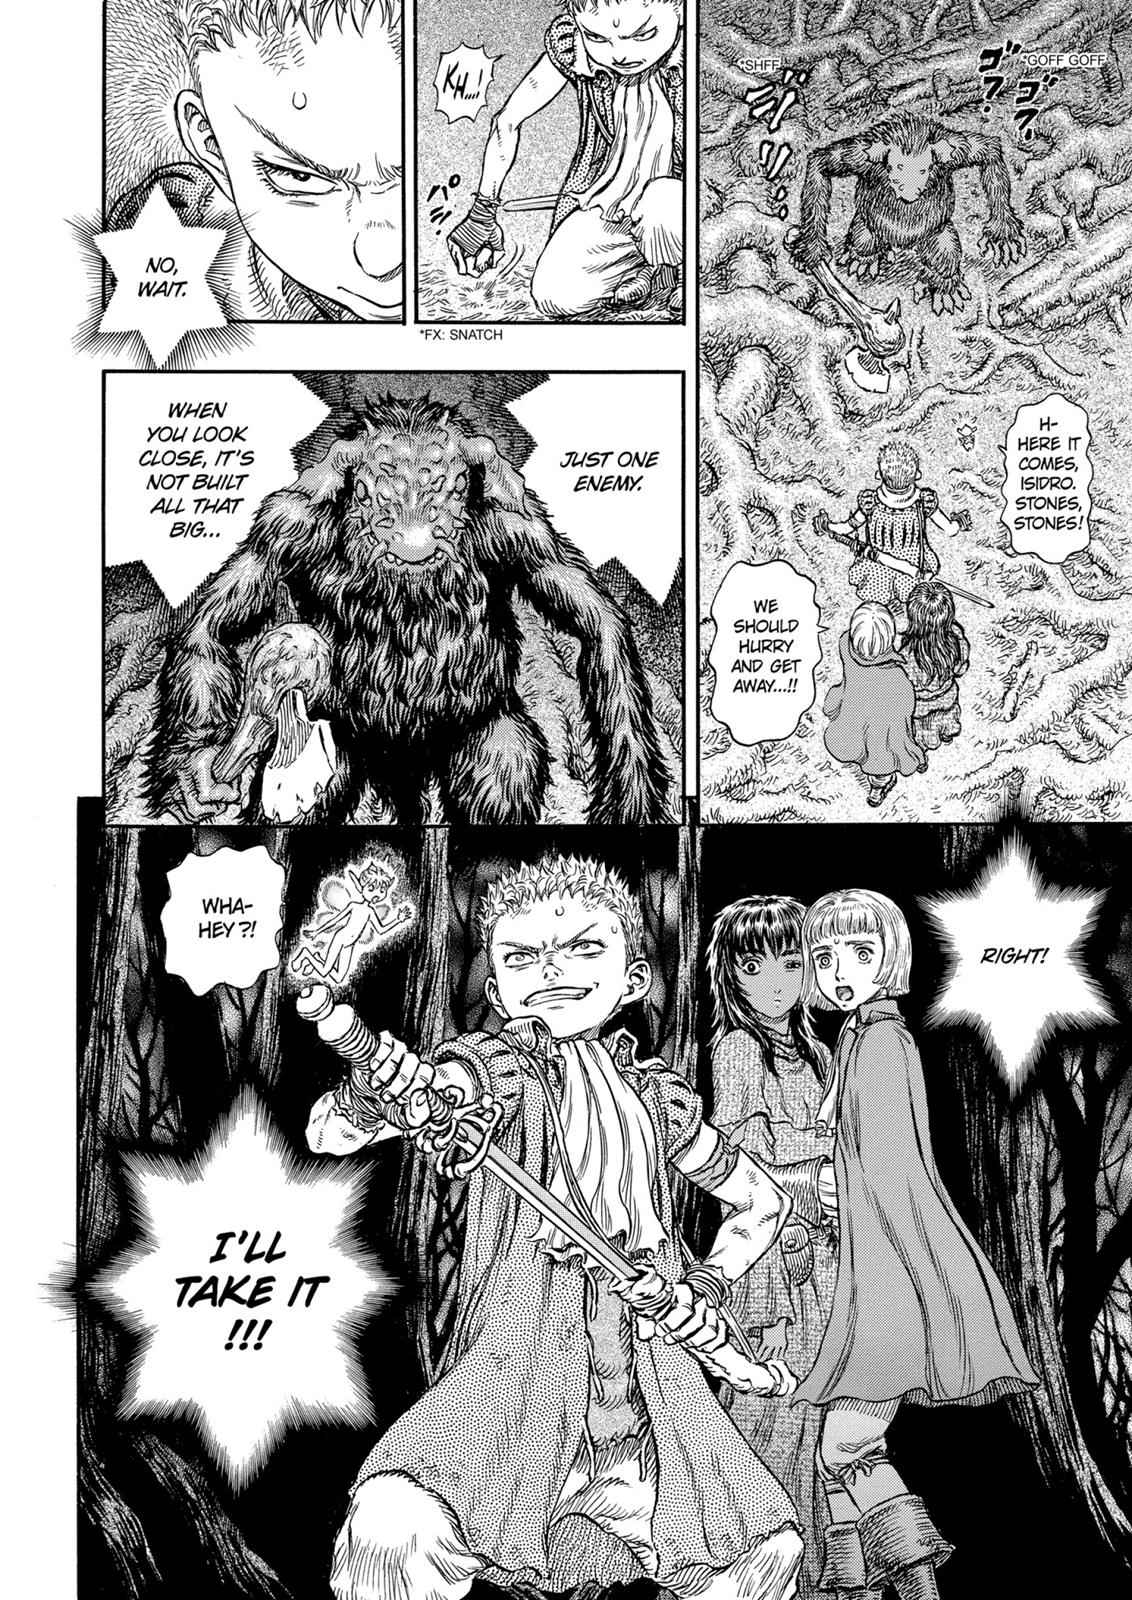 *GOFF GOFF
ゴフ?
ゴフ
*SHFF
H-
HERE IT
COMES,
ISIDRO.
STONES,
STONES!
WE
SHOULD
HURRY
AND GET
AWAY...!!
KH...!
パシ!
*FX: SNATCH
NO,
WAIT.
JUST ONE
ENEMY.
WHEN
YOU LOOK
CLOSE, IT'S
NOT BUILT
ALL THAT
BIG...
RIGHT!
WHA-
HEY?!
I'LL
TAKE IT
!!!